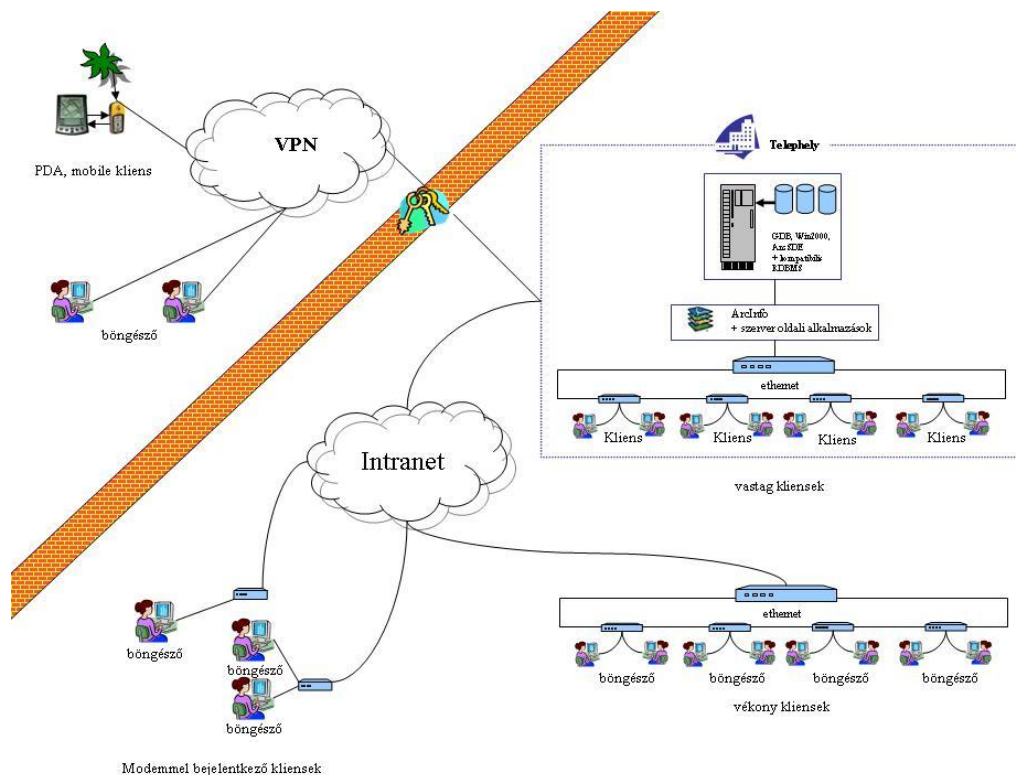 VPN
PDA, mobile kliens
böngésző
Telephely
GDB, Win2000,
ArcSDE
+ kompatibilis
RDBMS
ArcInfo
+ szerver oldali alkalmazások
ethernet
Kliens
Kliens
Kliens
Kliens
vastag kliensek
Intranet
ethernet
böngésző
böngésző
böngésző
böngésző
vékony kliensek
böngésző
böngésző
böngésző
Modemmel bejelentkező kliensek